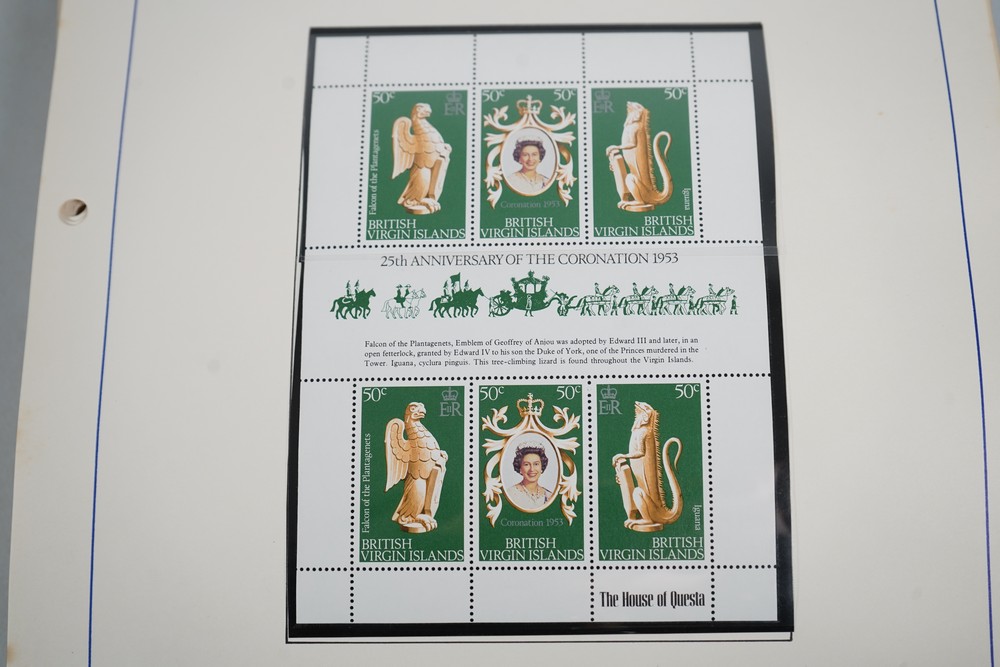 50c
E II R
Falcon of the Plantagenets
BRITISH
VIRGIN ISLANDS
50c 50c
Coronation 1953
BRITISH
VIRGIN ISLANDS
E II R
50c
Iguana
BRITISH
VIRGIN ISLANDS
25th ANNIVERSARY OF THE CORONATION 1953
Falcon of the Plantagenets, Emblem of Geoffrey of Anjou was adopted by Edward III and later, in an
open fetterlock, granted by Edward IV to his son the Duke of York, one of the Princes murdered in the
Tower. Iguana, cyclura pinguis. This tree-climbing lizard is found throughout the Virgin Islands.
50c
E II R
Falcon of the Plantagenets
BRITISH
VIRGIN ISLANDS
50c 50c
Coronation 1953
BRITISH
VIRGIN ISLANDS
E II R
50c
Iguana
BRITISH
VIRGIN ISLANDS
The House of Questa